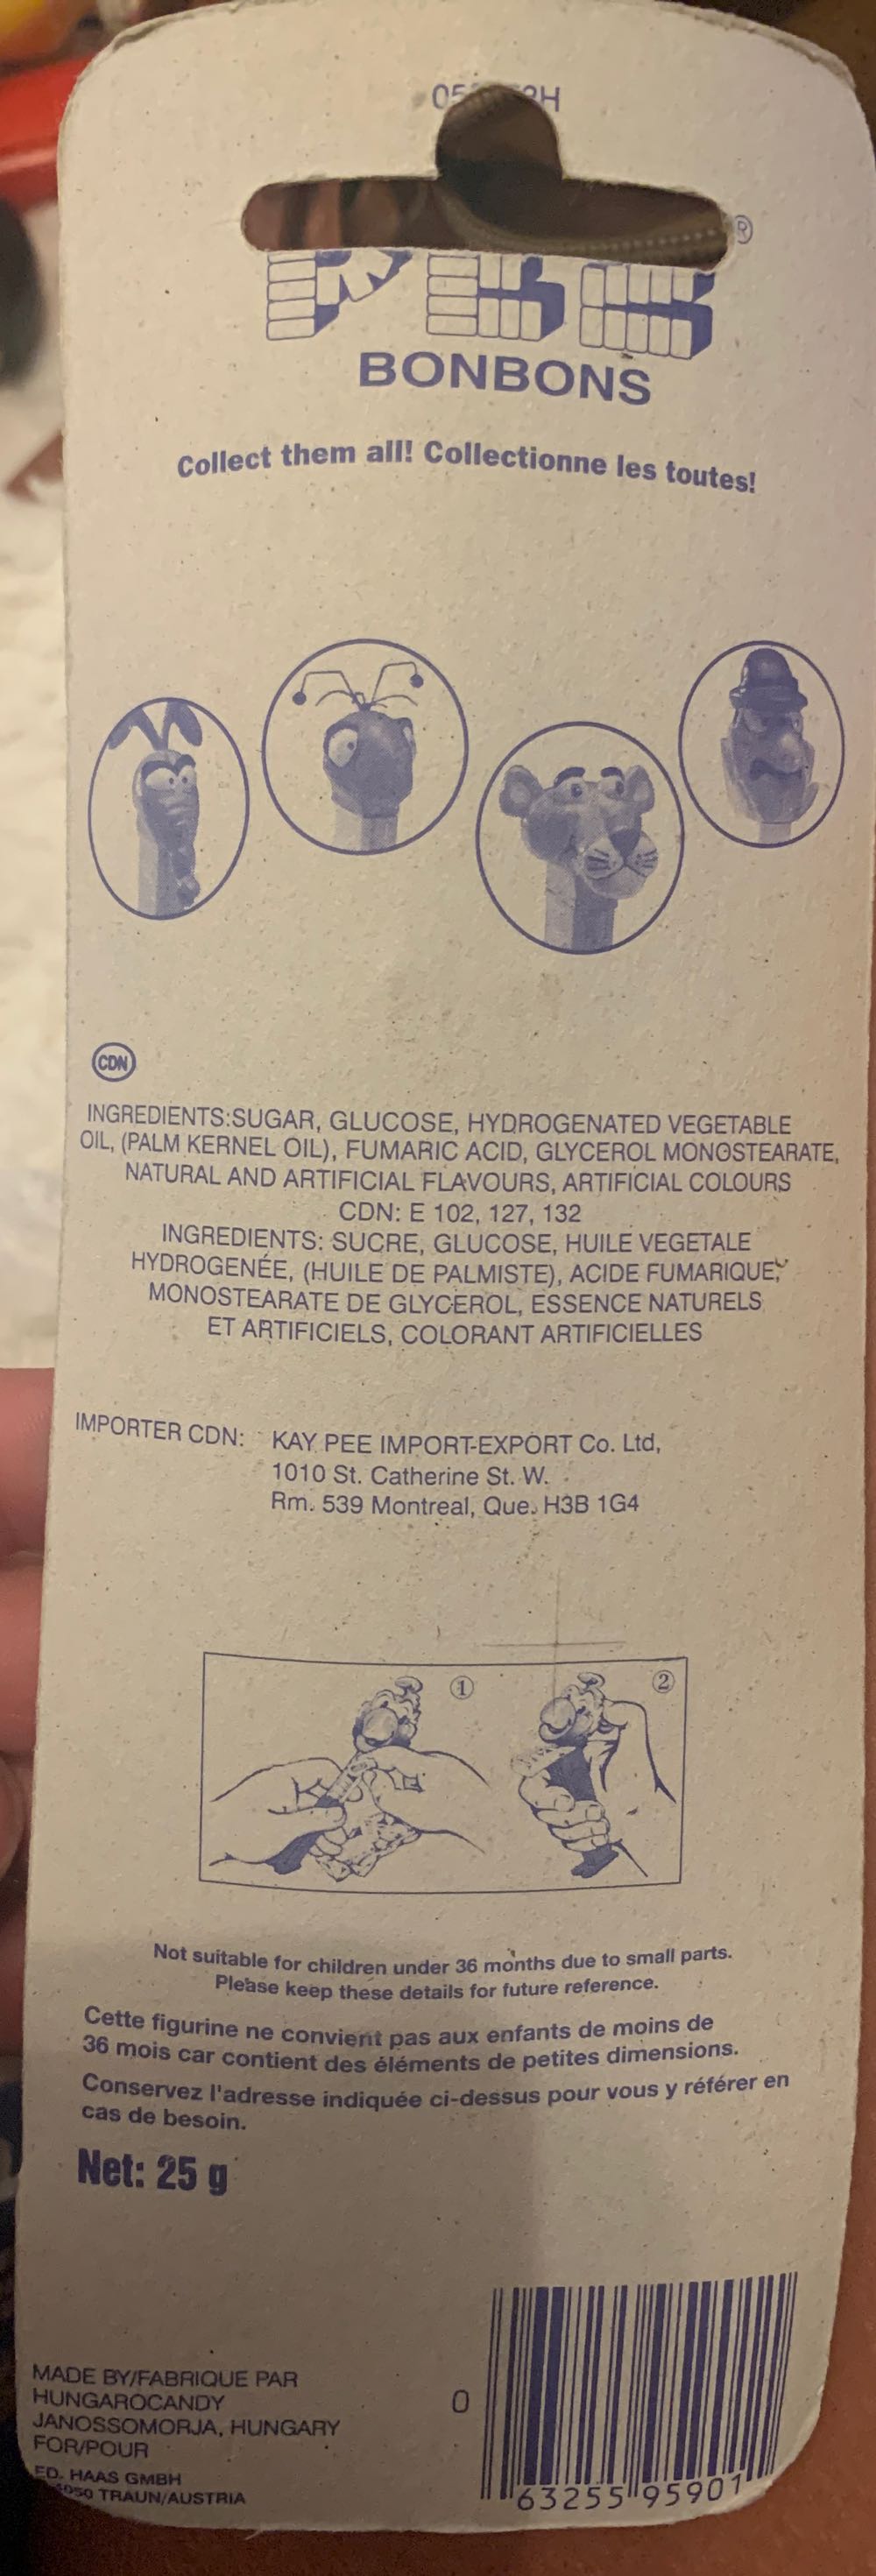 ®
PEZ
BONBONS
Collect them all! Collectionne les toutes!
CDN
INGREDIENTS:SUGAR, GLUCOSE, HYDROGENATED VEGETABLE
OIL, (PALM KERNEL OIL), FUMARIC ACID, GLYCEROL MONOSTEARATE,
NATURAL AND ARTIFICIAL FLAVOURS, ARTIFICIAL COLOURS
CDN: E 102, 127, 132
INGREDIENTS: SUCRE, GLUCOSE, HUILE VEGETALE
HYDROGENÉE, (HUILE DE PALMISTE), ACIDE FUMARIQUE,
MONOSTEARATE DE GLYCEROL, ESSENCE NATURELS
ET ARTIFICIELS, COLORANT ARTIFICIELLES
IMPORTER CDN: KAY PEE IMPORT-EXPORT Co. Ltd,
1010 St. Catherine St. W.
Rm. 539 Montreal, Que. H3B 1G4
1 2
Not suitable for children under 36 months due to small parts.
Please keep these details for future reference.
Cette figurine ne convient pas aux enfants de moins de
36 mois car contient des éléments de petites dimensions.
Conservez l'adresse indiquée ci-dessus pour vous y référer en
cas de besoin.
Net: 25 g
MADE BY/FABRIQUE PAR
HUNGAROCANDY
JANOSSOMORJA, HUNGARY
FOR/POUR
ED. HAAS GMBH
TRAUN/AUSTRIA
0 63255 95901